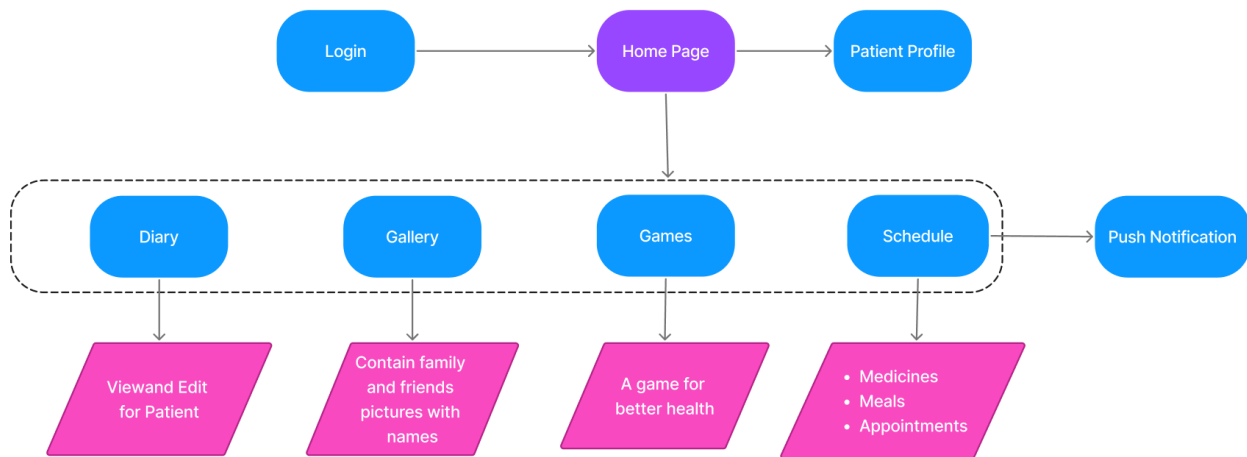 Login
Home Page
Patient Profile
Diary
Gallery
Games
Schedule
Push Notification
Viewand Edit
for Patient
Contain family
and friends
pictures with
names
A game for
better health
• Medicines
• Meals
• Appointments